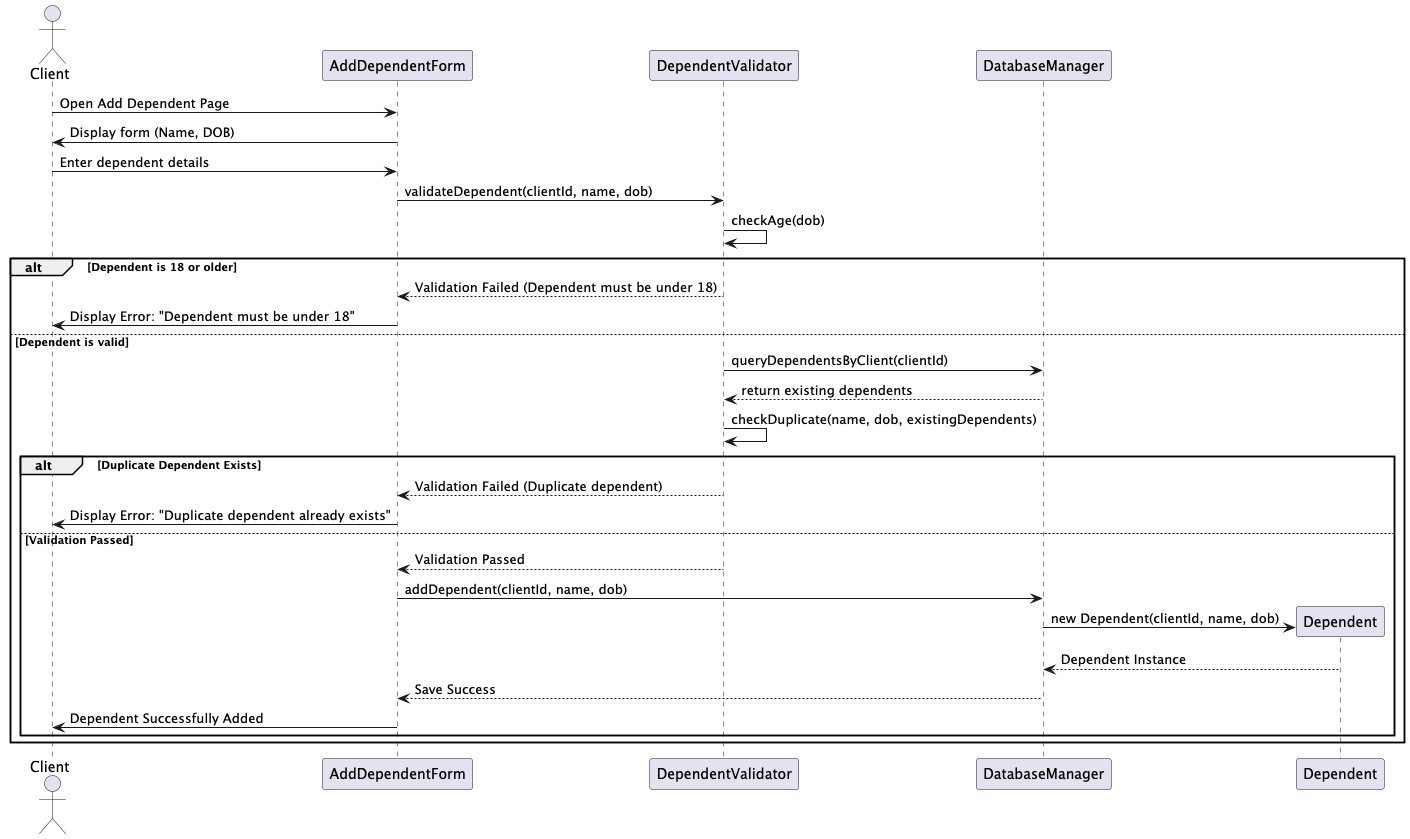 Client
AddDependentForm
DependentValidator
DatabaseManager
Open Add Dependent Page
Display form (Name, DOB)
Enter dependent details
validateDependent(clientId, name, dob)
checkAge(dob)
alt
[Dependent is 18 or older]
Validation Failed (Dependent must be under 18)
Display Error: "Dependent must be under 18"
[Dependent is valid]
queryDependentsByClient(clientId)
return existing dependents
checkDuplicate(name, dob, existingDependents)
alt
[Duplicate Dependent Exists]
Validation Failed (Duplicate dependent)
Display Error: "Duplicate dependent already exists"
[Validation Passed]
Validation Passed
addDependent(clientId, name, dob)
new Dependent(clientId, name, dob)
Dependent
Dependent Instance
Save Success
Dependent Successfully Added
Client
AddDependentForm
DependentValidator
DatabaseManager
Dependent